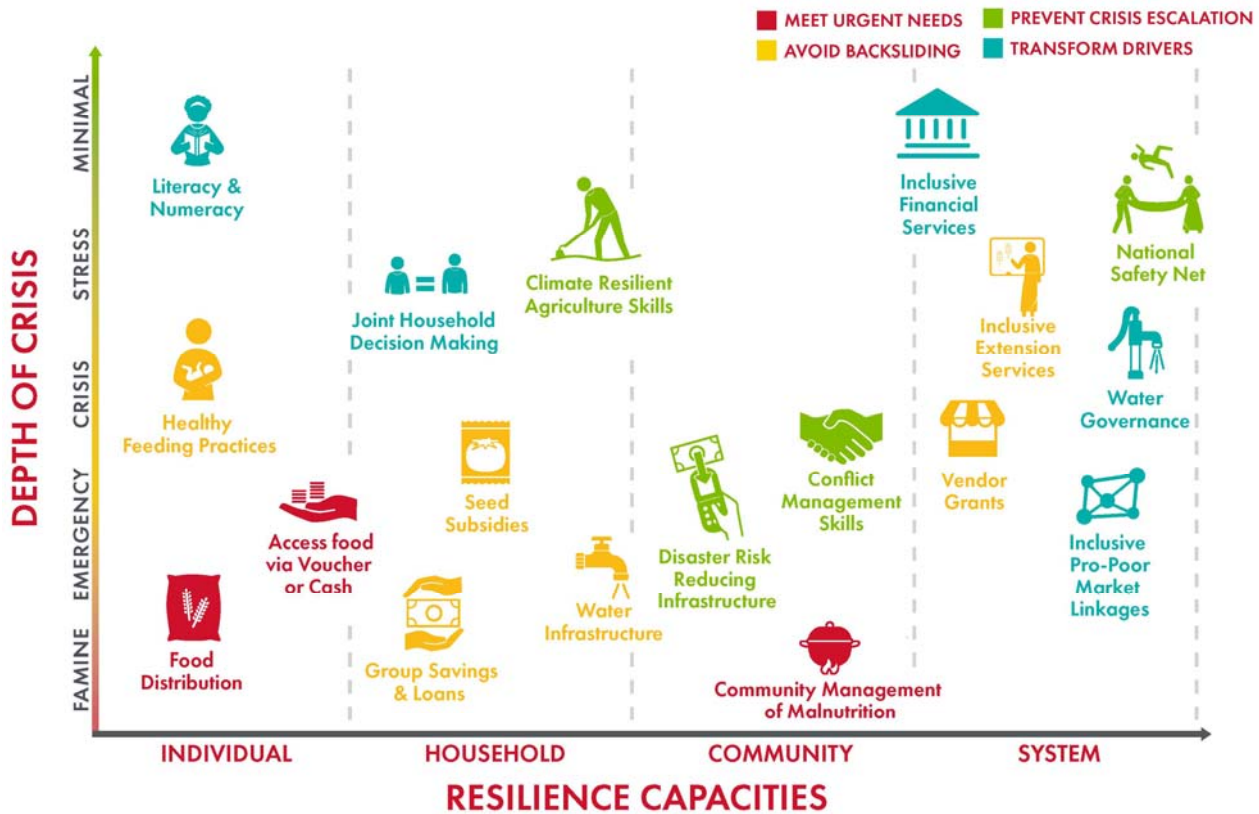 MEET URGENT NEEDS
PREVENT CRISIS ESCALATION
AVOID BACKSLIDING
TRANSFORM DRIVERS
DEPTH OF CRISIS
MINIMAL
STRESS
CRISIS
EMERGENCY
FAMINE
Literacy &
Numeracy
Inclusive
Financial
Services
National
Safety Net
Climate Resilient
Agriculture Skills
Joint Household
Decision Making
Inclusive
Extension
Services
Water
Governance
Healthy
Feeding Practices
Seed
Subsidies
Conflict
Management
Skills
Vendor
Grants
Access food
via Voucher
or Cash
Disaster Risk
Reducing
Infrastructure
Inclusive
Pro-Poor
Market
Linkages
Water
Infrastructure
Food
Distribution
Group Savings
& Loans
Community Management
of Malnutrition
INDIVIDUAL
HOUSEHOLD
COMMUNITY
SYSTEM
RESILIENCE CAPACITIES